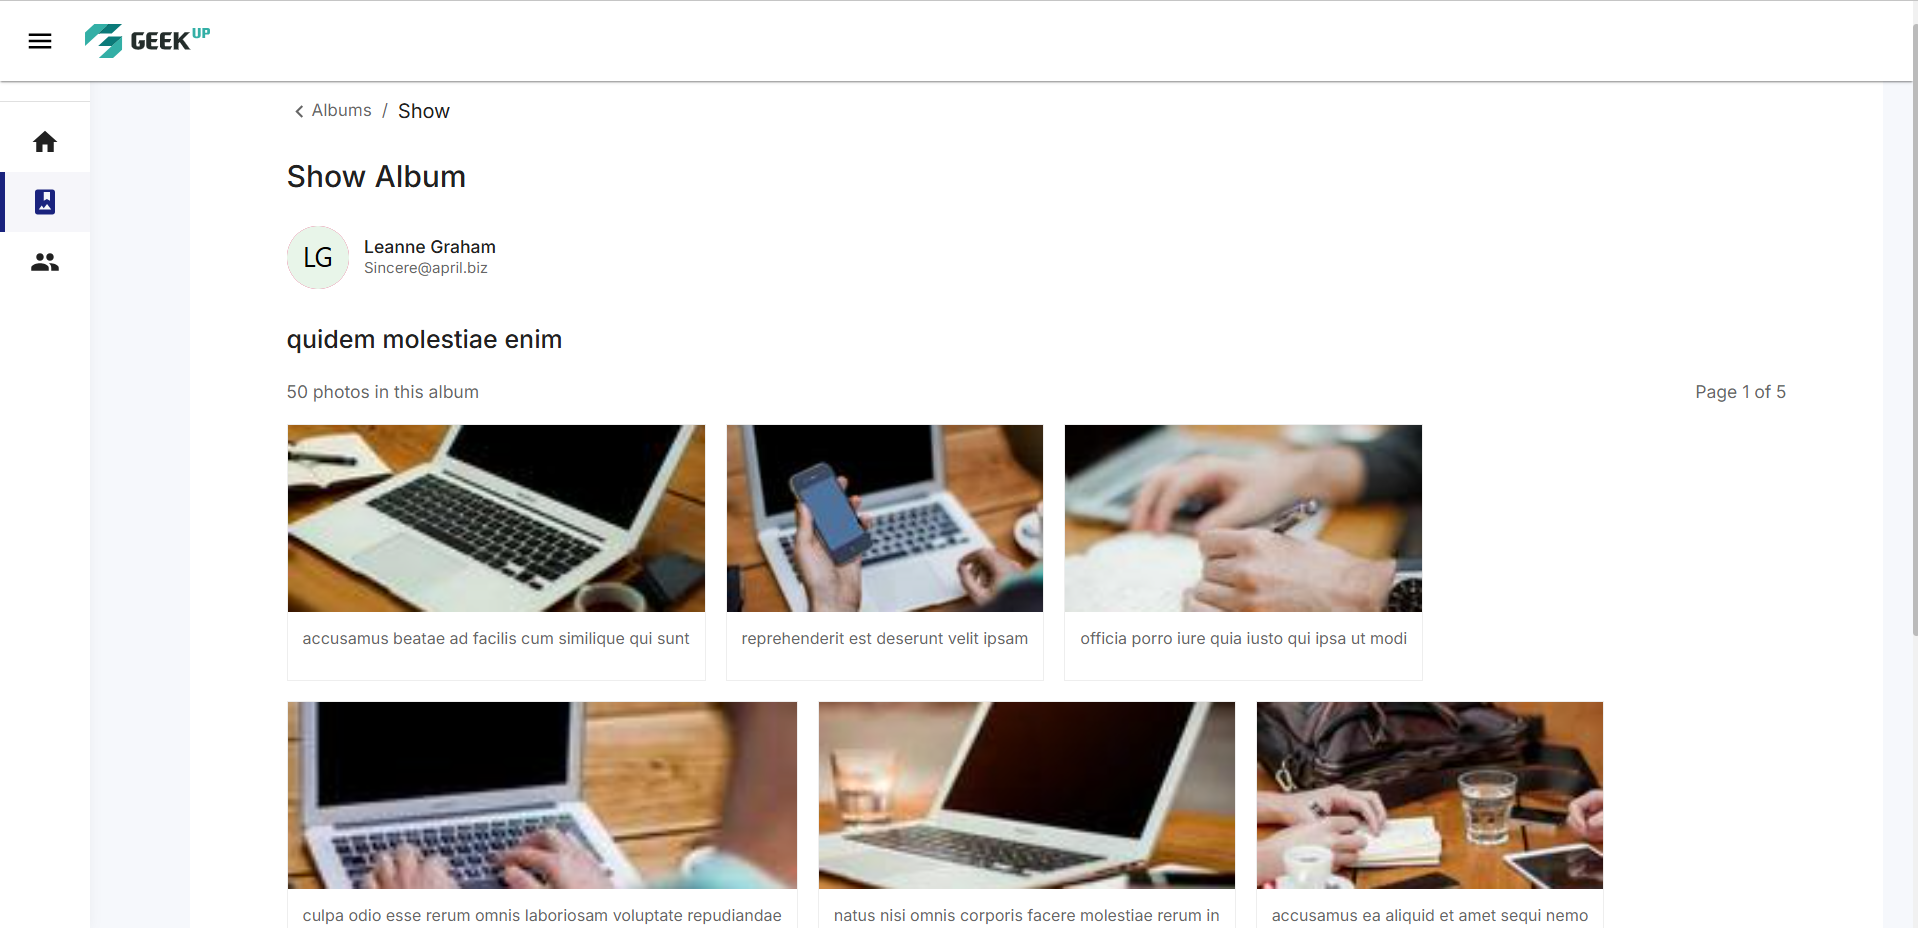 GEEK UP
Albums / Show
Show Album
LG
Leanne Graham
Sincere@april.biz
quidem molestiae enim
50 photos in this album
Page 1 of 5
accusamus beatae ad facilis cum similique qui sunt
reprehenderit est deserunt velit ipsam
officia porro iure quia iusto qui ipsa ut modi
culpa odio esse rerum omnis laboriosam voluptate repudiandae
natus nisi omnis corporis facere molestiae rerum in
accusamus ea aliquid et amet sequi nemo